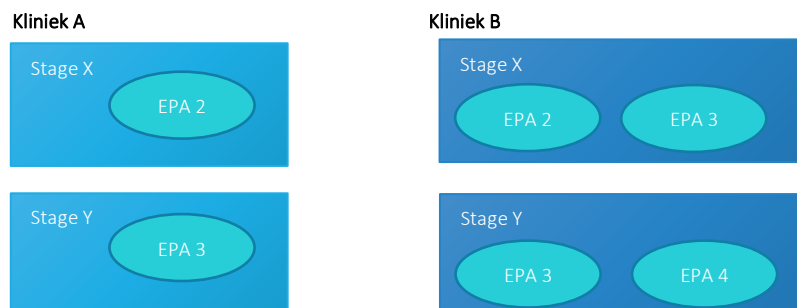 Kliniek A
Stage X
EPA 2
Stage Y
EPA 3
Kliniek B
Stage X
EPA 2
EPA 3
Stage Y
EPA 3
EPA 4